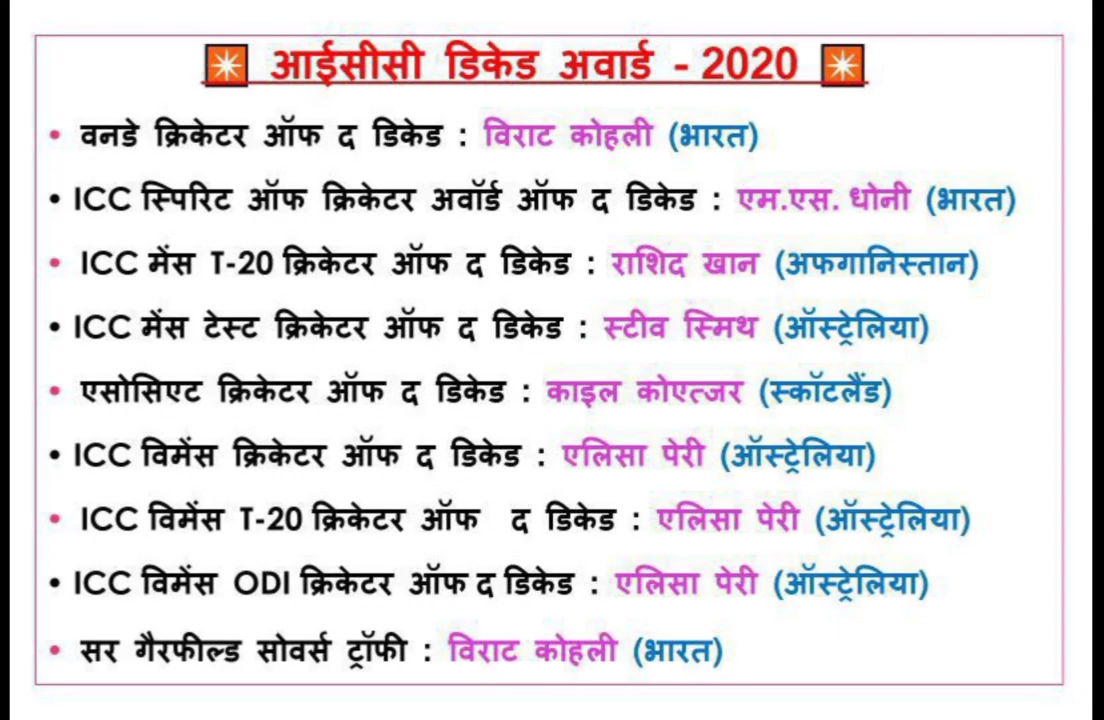 💥 आईसीसी डिकेड अवार्ड - 2020 💥
• वनडे क्रिकेटर ऑफ द डिकेड : विराट कोहली (भारत)
• ICC स्पिरिट ऑफ क्रिकेटर अवॉर्ड ऑफ द डिकेड : एम.एस. धोनी (भारत)
• ICC मेंस T-20 क्रिकेटर ऑफ द डिकेड : राशिद खान (अफगानिस्तान)
• ICC मेंस टेस्ट क्रिकेटर ऑफ द डिकेड : स्टीव स्मिथ (ऑस्ट्रेलिया)
• एसोसिएट क्रिकेटर ऑफ द डिकेड : काइल कोएत्जर (स्कॉटलैंड)
• ICC विमेंस क्रिकेटर ऑफ द डिकेड : एलिसा पेरी (ऑस्ट्रेलिया)
• ICC विमेंस T-20 क्रिकेटर ऑफ द डिकेड : एलिसा पेरी (ऑस्ट्रेलिया)
• ICC विमेंस ODI क्रिकेटर ऑफ द डिकेड : एलिसा पेरी (ऑस्ट्रेलिया)
• सर गैरफील्ड सोवर्स ट्रॉफी : विराट कोहली (भारत)